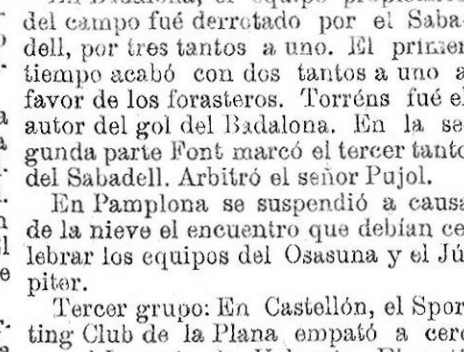 En Badalona, el equipo propietario
del campo fué derrotado por el Saba-
dell, por tres tantos a uno. El primer
tiempo acabó con dos tantos a uno a
favor de los forasteros. Torréns fué el
autor del gol del Badalona. En la se-
gunda parte Font marcó el tercer tanto
del Sabadell. Arbitró el señor Pujol.
En Pamplona se suspendió a causa
de la nieve el encuentro que debían ce-
lebrar los equipos del Osasuna y el Jú-
piter.
Tercer grupo: En Castellón, el Spor-
ting Club de la Plana empató a cero